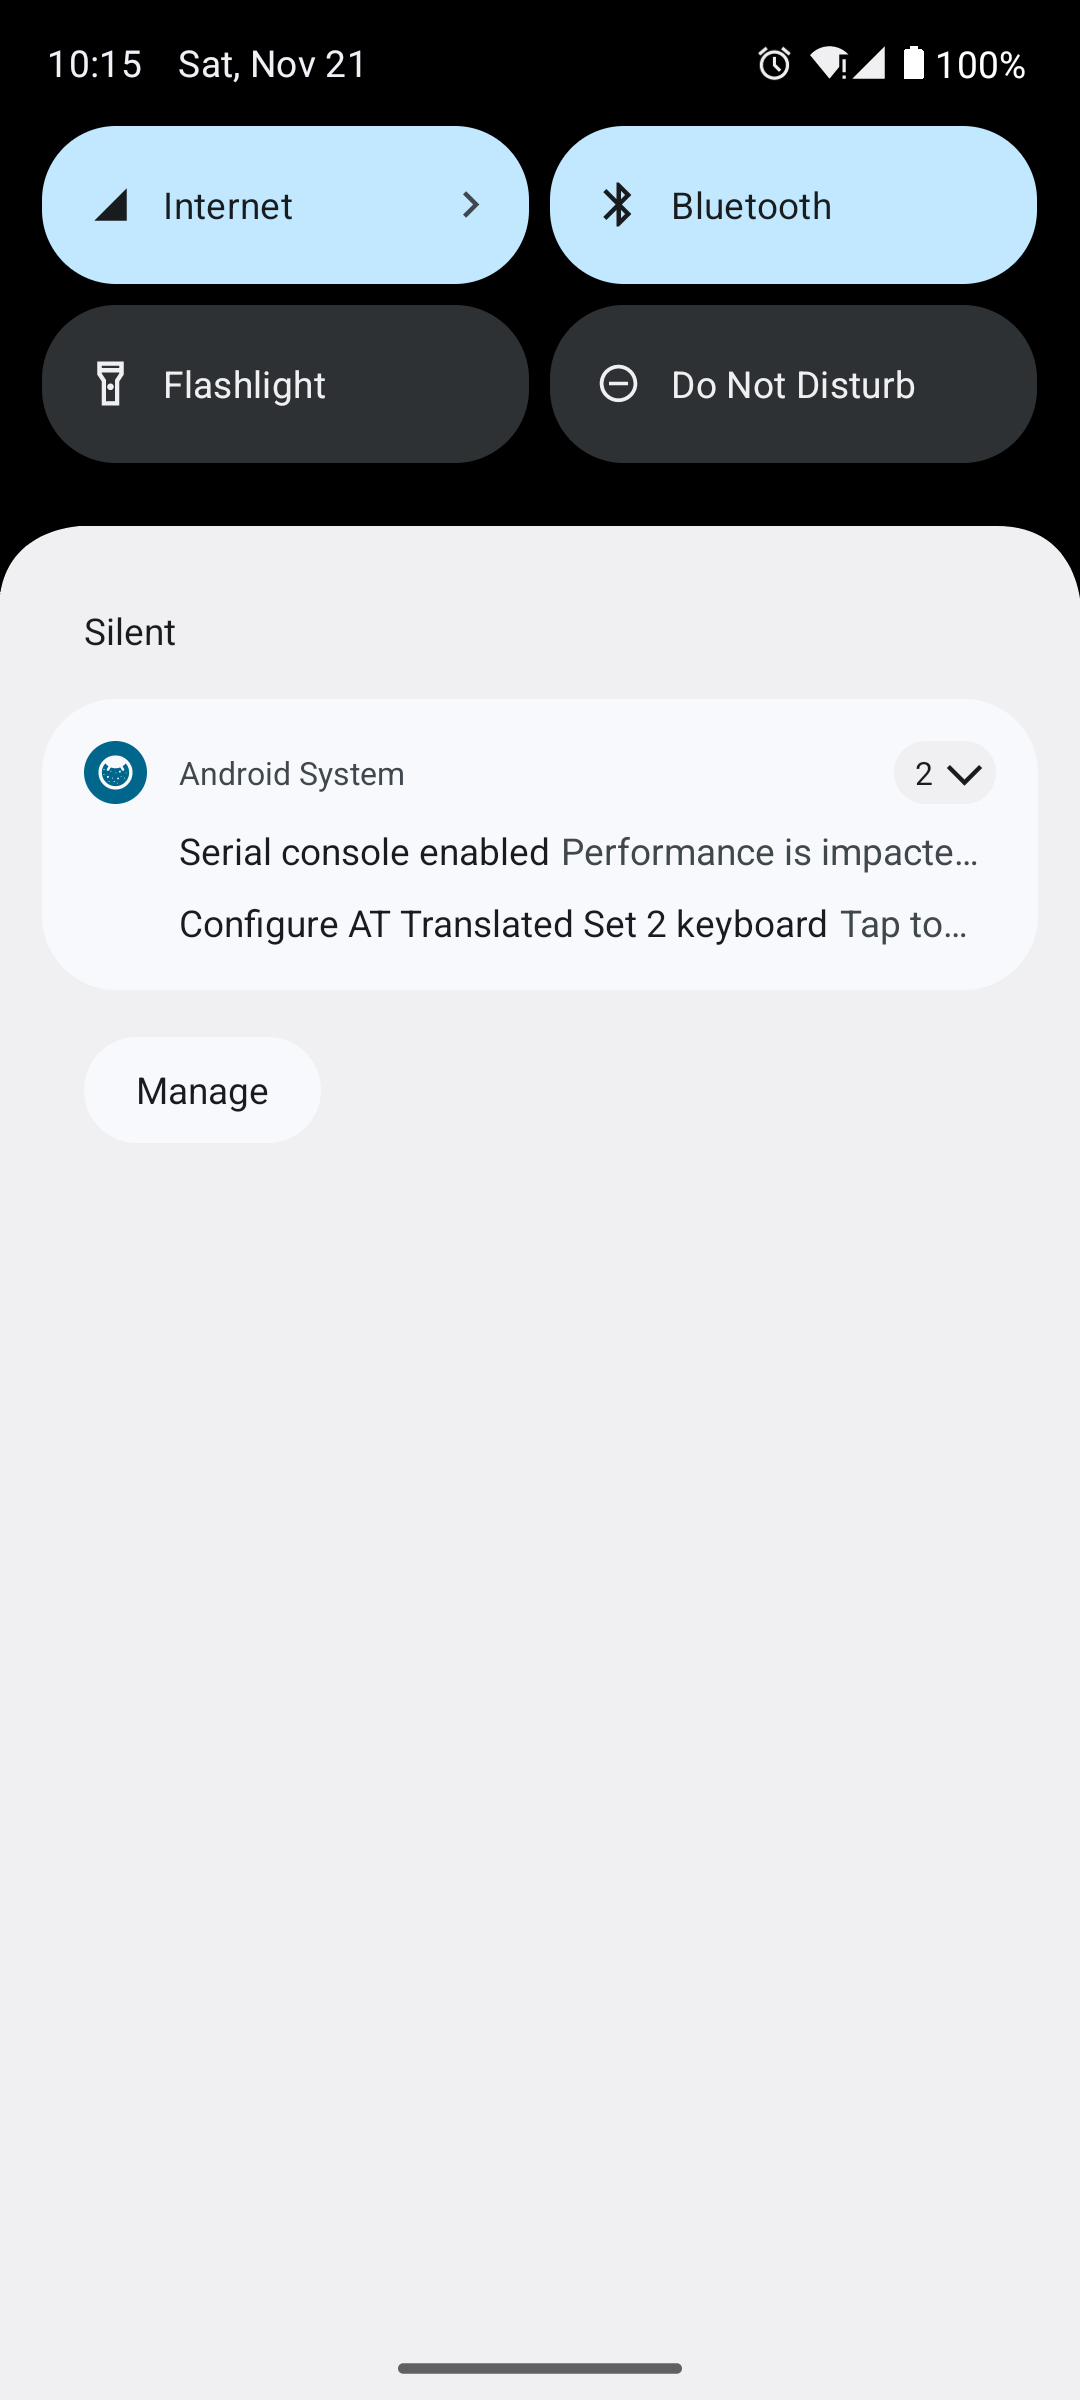 10:15 Sat, Nov 21 100%
Internet
Bluetooth
Flashlight
Do Not Disturb
Silent
Android System 2
Serial console enabled Performance is impacte…
Configure AT Translated Set 2 keyboard Tap to…
Manage